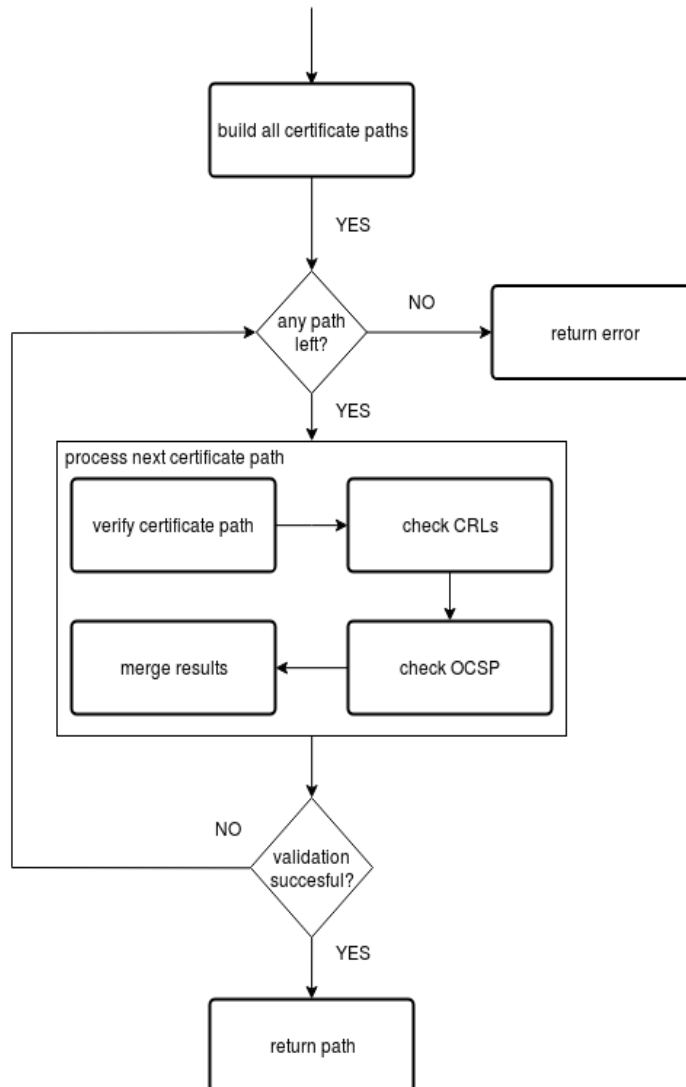 build all certificate paths
YES
any path
left?
NO
return error
YES
process next certificate path
verify certificate path
check CRLs
merge results
check OCSP
NO
validation
succesful?
YES
return path